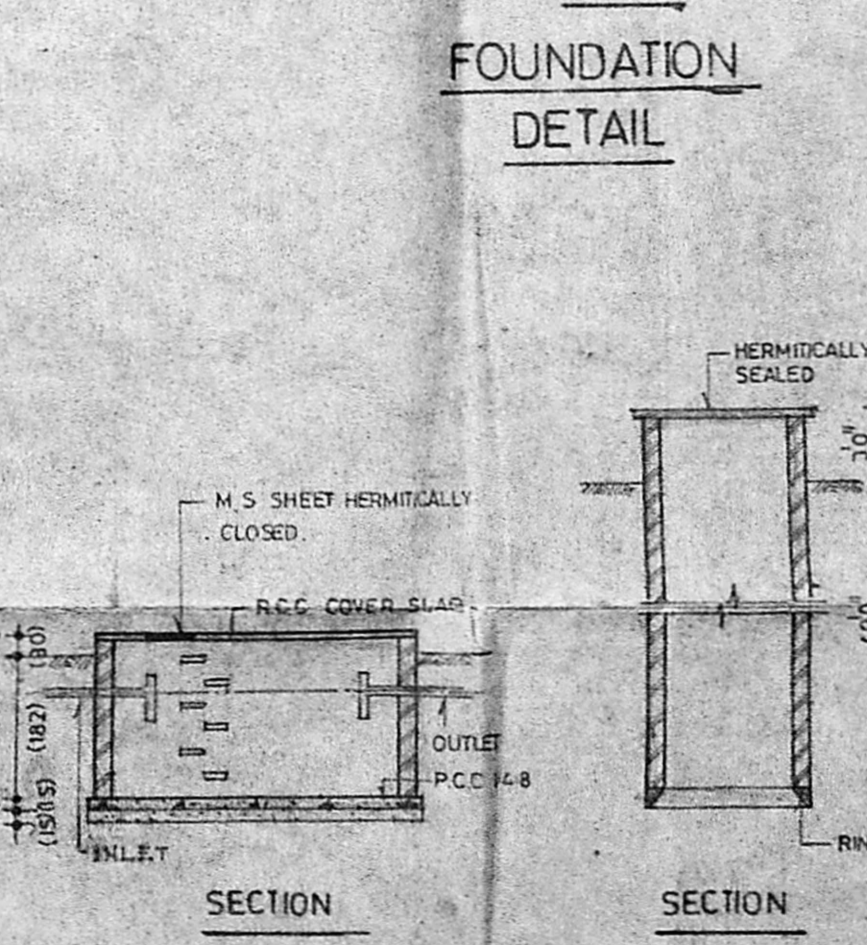 FOUNDATION
DETAIL
HERMITICALLY
SEALED
M.S SHEET HERMITICALLY
CLOSED.
R.C.C COVER SLAB
(30)
(182)
(15)
OUTLET
P.C.C 1:4:8
INLET
SECTION
SECTION